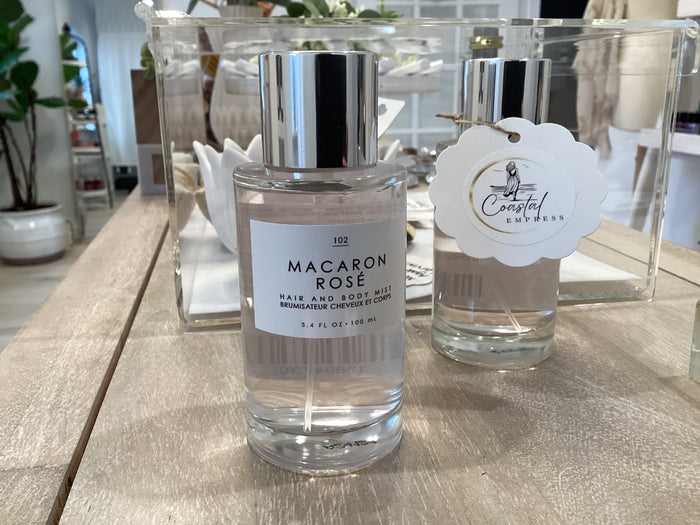 102
MACARON
ROSÉ
HAIR AND BODY MIST
BRUMISATEUR CHEVEUX ET CORPS
3.4 FL OZ • 100 mL
Coastal
EMPRESS